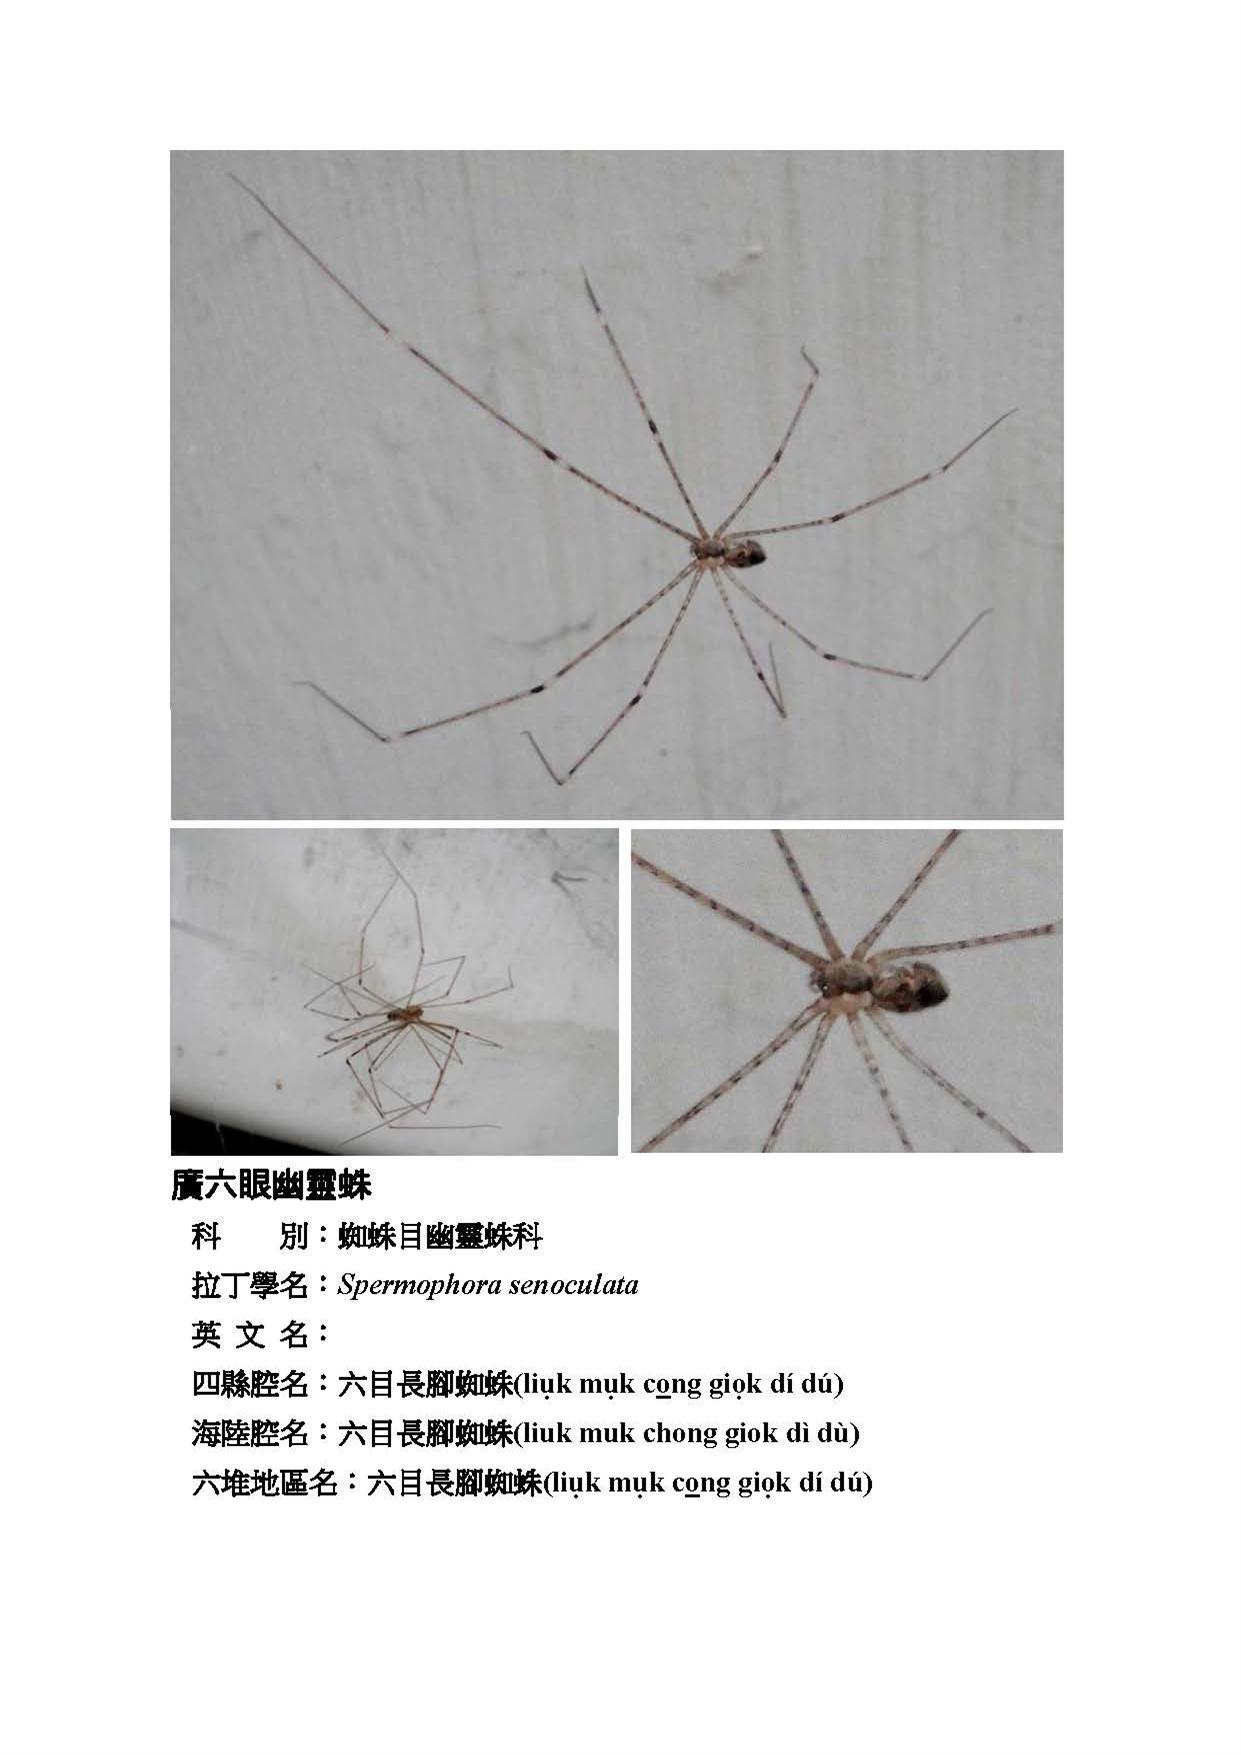 廣六眼幽靈蛛
科　　別：蜘蛛目幽靈蛛科
拉丁學名：Spermophora senoculata
英 文 名：
四縣腔名：六目長腳蜘蛛(liụk mụk co̱ng giọk dí dú)
海陸腔名：六目長腳蜘蛛(liuk muk chong giok dì dù)
六堆地區名：六目長腳蜘蛛(liụk mụk co̱ng giọk dí dú)